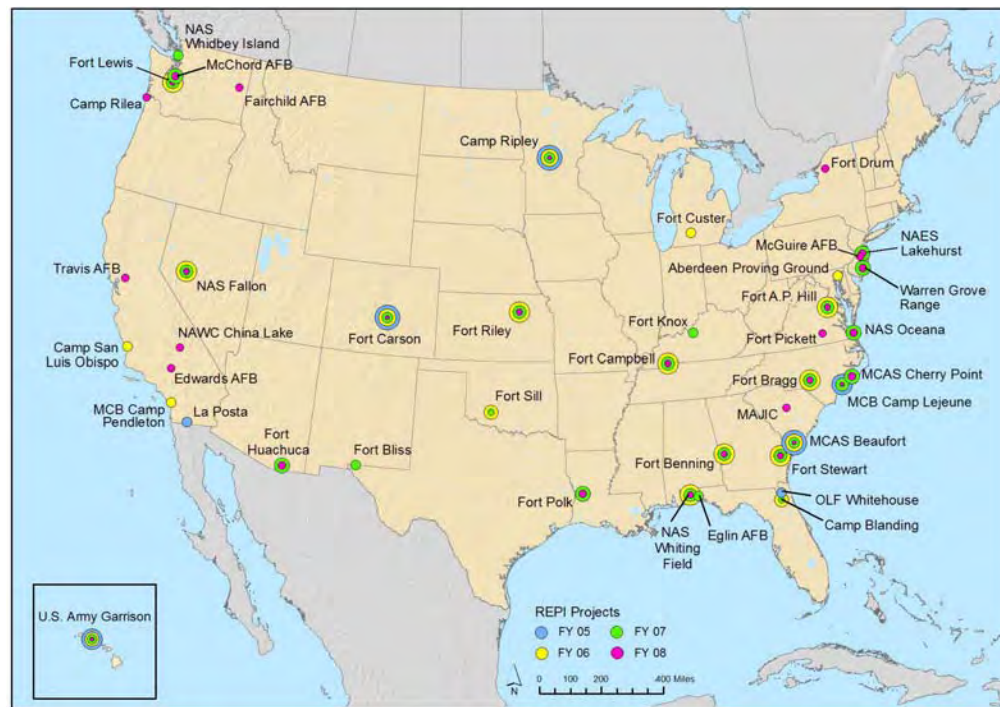 NAS
Whidbey Island
Fort Lewis
McChord AFB
Camp Rilea
Fairchild AFB
Camp Ripley
Fort Drum
Fort Custer
McGuire AFB
NAES
Lakehurst
Aberdeen Proving Ground
Warren Grove
Range
Travis AFB
NAS Fallon
Fort A.P. Hill
Fort Carson
Fort Riley
Fort Knox
Fort Pickett
NAS Oceana
NAWC China Lake
Camp San
Luis Obispo
Edwards AFB
Fort Campbell
Fort Bragg
MCAS Cherry Point
MCB Camp Lejeune
MCB Camp
Pendleton
La Posta
Fort Sill
MAJIC
MCAS Beaufort
Fort
Huachuca
Fort Bliss
Fort Benning
Fort Stewart
Fort Polk
OLF Whitehouse
Camp Blanding
NAS
Whiting
Field
Eglin AFB
U.S. Army Garrison
REPI Projects
FY 05
FY 07
FY 06
FY 08
N
0 50 100 200 300 400 Miles